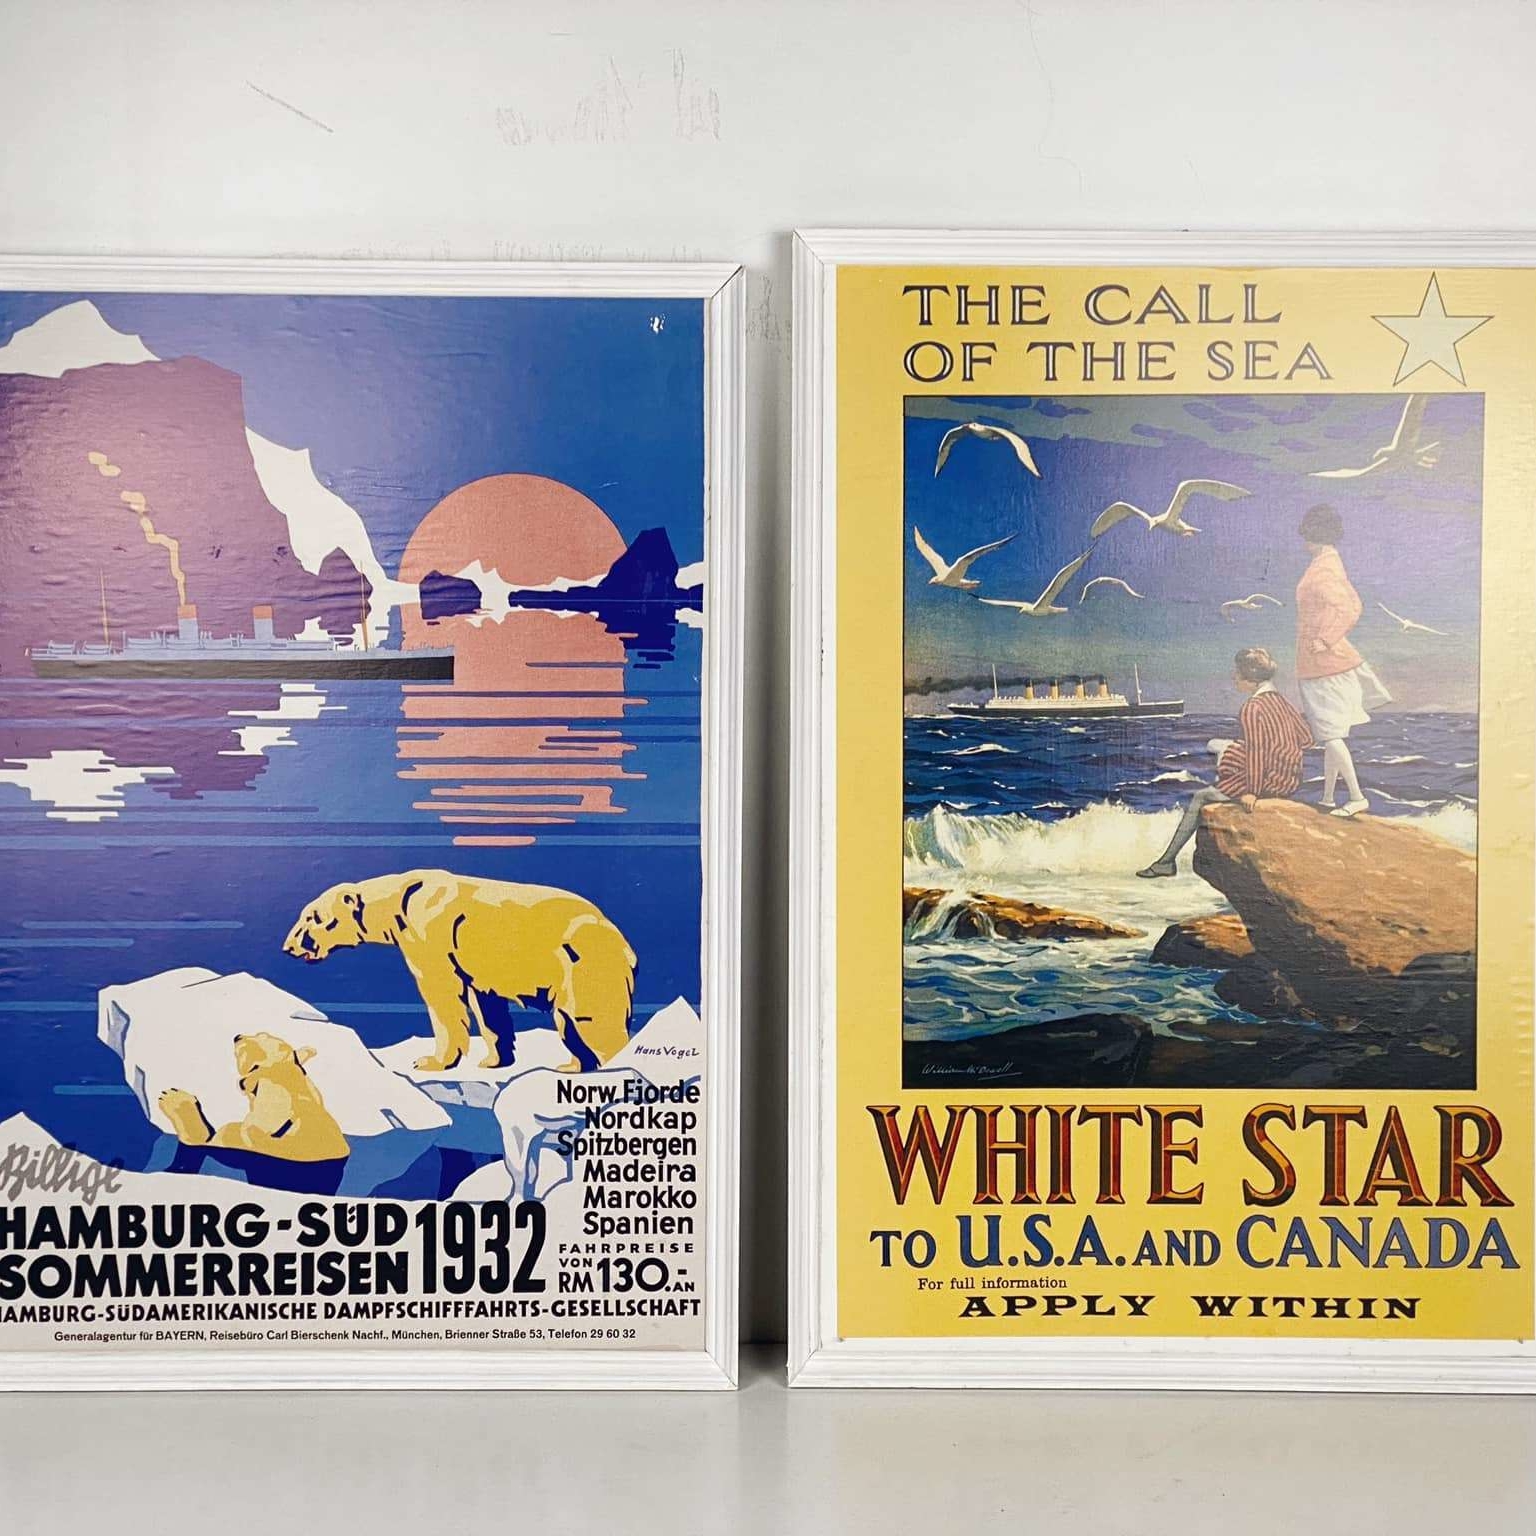 Hans Vogel
Norw. Fjorde
Nordkap
Spitzbergen
Madeira
Marokko
Spanien
FAHRPREISE
VON
RM 130.- AN
Billige
HAMBURG-SÜD
SOMMERREISEN 1932
HAMBURG-SÜDAMERIKANISCHE DAMPFSCHIFFFAHRTS-GESELLSCHAFT
Generalagentur für BAYERN, Reisebüro Carl Bierschenk Nachf., München, Brienner Straße 53, Telefon 29 60 32
THE CALL
OF THE SEA
William McDowell
WHITE STAR
TO U.S.A. AND CANADA
For full information
APPLY WITHIN